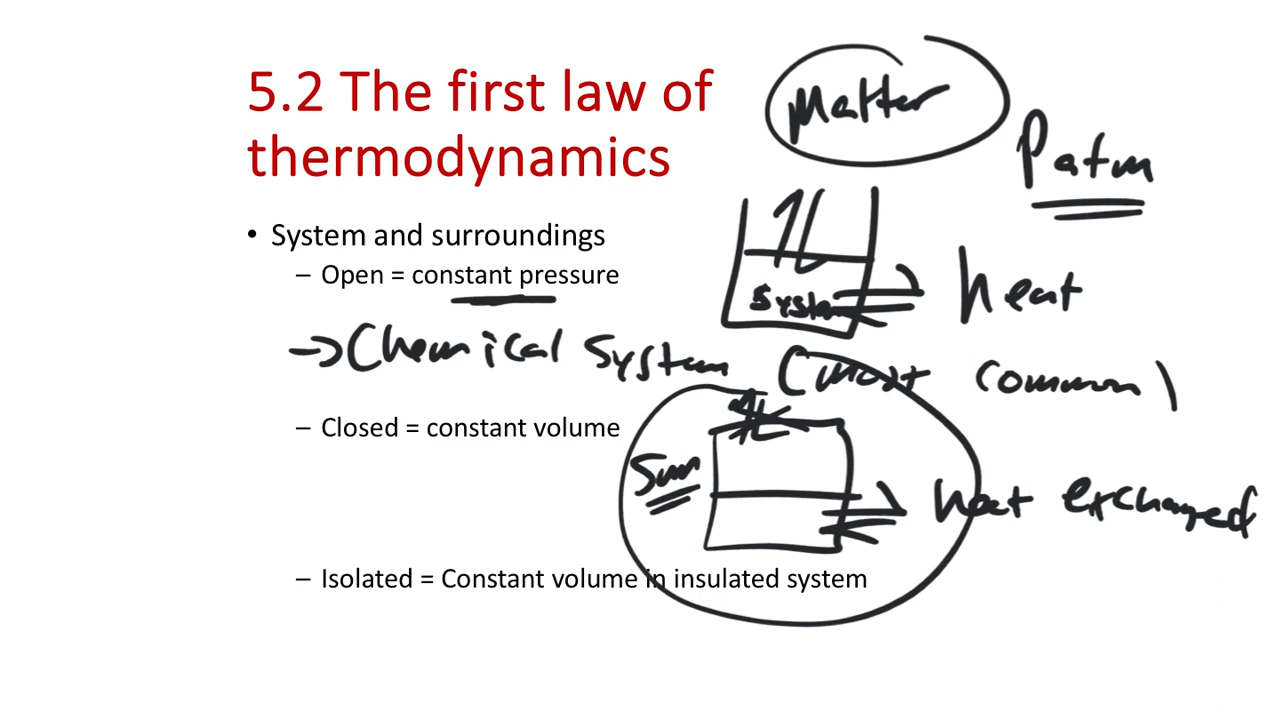 5.2 The first law of
thermodynamics
Matter
Patm
• System and surroundings
– Open = constant pressure
System
heat
→ Chemical System (most common)
– Closed = constant volume
Surr
heat exchanged
– Isolated = Constant volume in insulated system